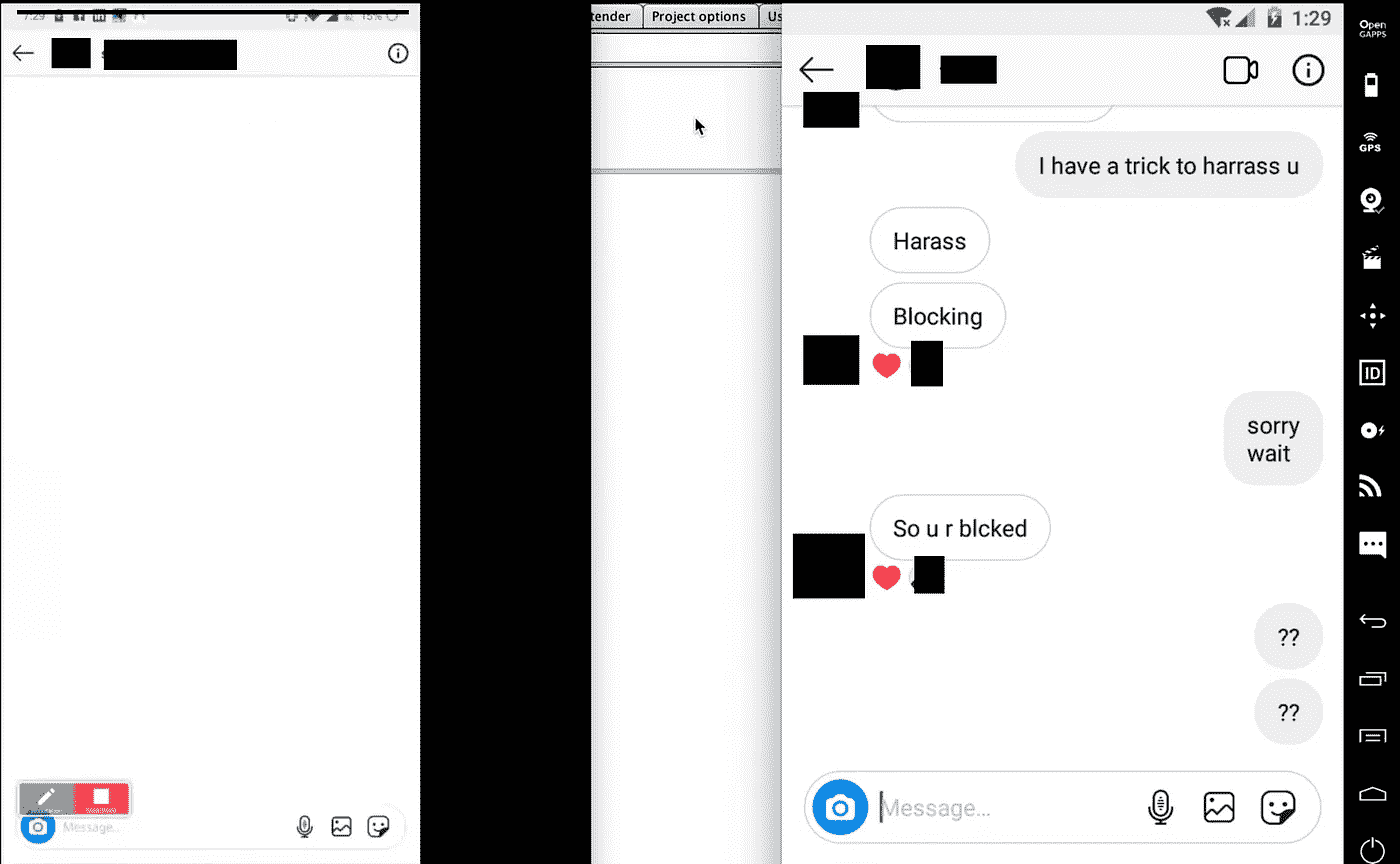 7:29
15%
Message...
tender
Project options
Us
1:29
I have a trick to harrass u
Harass
Blocking
sorry
wait
So u r blcked
??
??
Message...
Open
GAPPS
GPS
ID